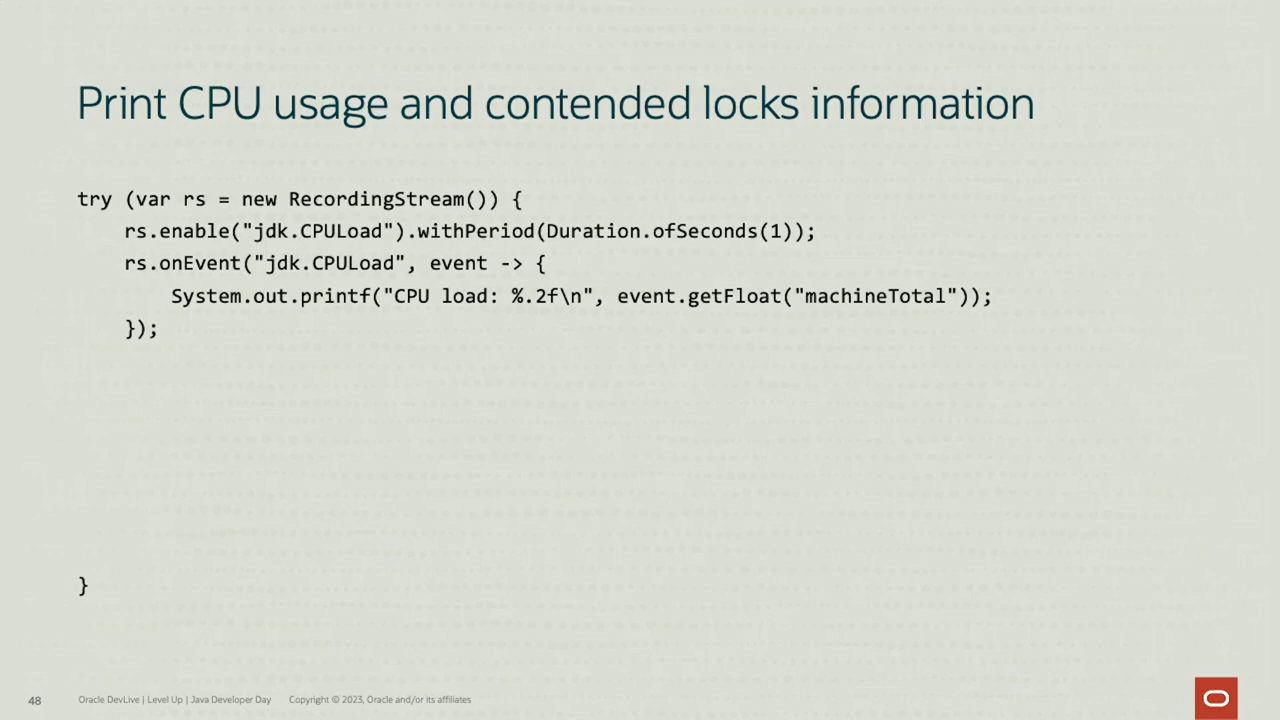 Print CPU usage and contended locks information
try (var rs = new RecordingStream()) {
    rs.enable("jdk.CPULoad").withPeriod(Duration.ofSeconds(1));
    rs.onEvent("jdk.CPULoad", event -> {
        System.out.printf("CPU load: %.2f\n", event.getFloat("machineTotal"));
    });
}
48 Oracle DevLive | Level Up | Java Developer Day Copyright © 2023, Oracle and/or its affiliates